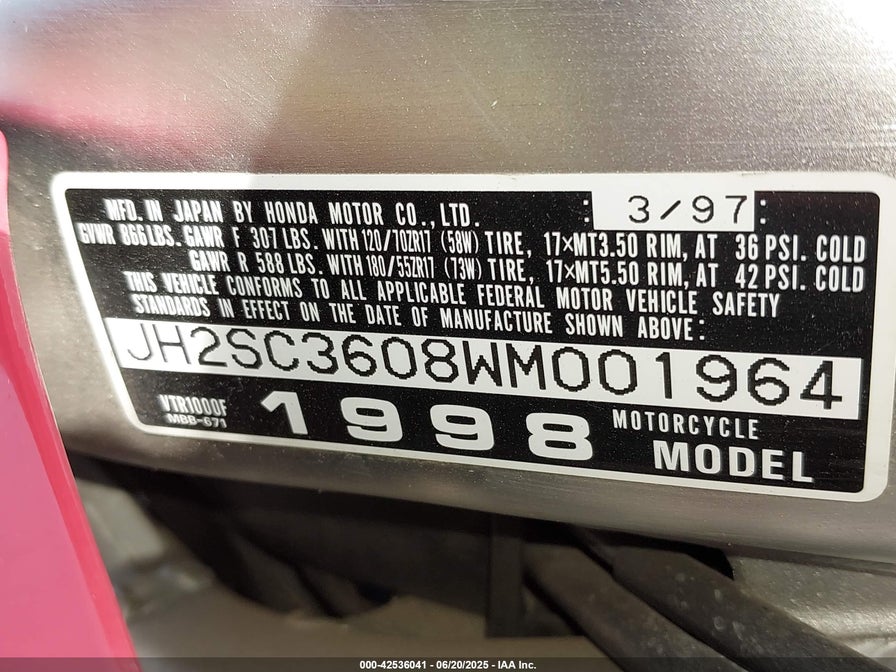 MFD. IN JAPAN BY HONDA MOTOR CO., LTD. : 3/97 :
GVWR 866 LBS. GAWR F 307 LBS. WITH 120/70ZR17 (58W) TIRE, 17×MT3.50 RIM, AT 36 PSI. COLD
GAWR R 588 LBS. WITH 180/55ZR17 (73W) TIRE, 17×MT5.50 RIM, AT 42 PSI. COLD
THIS VEHICLE CONFORMS TO ALL APPLICABLE FEDERAL MOTOR VEHICLE SAFETY
STANDARDS IN EFFECT ON THE DATE OF MANUFACTURE SHOWN ABOVE:
JH2SC3608WM001964
VTR1000F
MBB-671
1998
MOTORCYCLE
MODEL
000-42536041 | 06/20/2025 - IAA Inc.